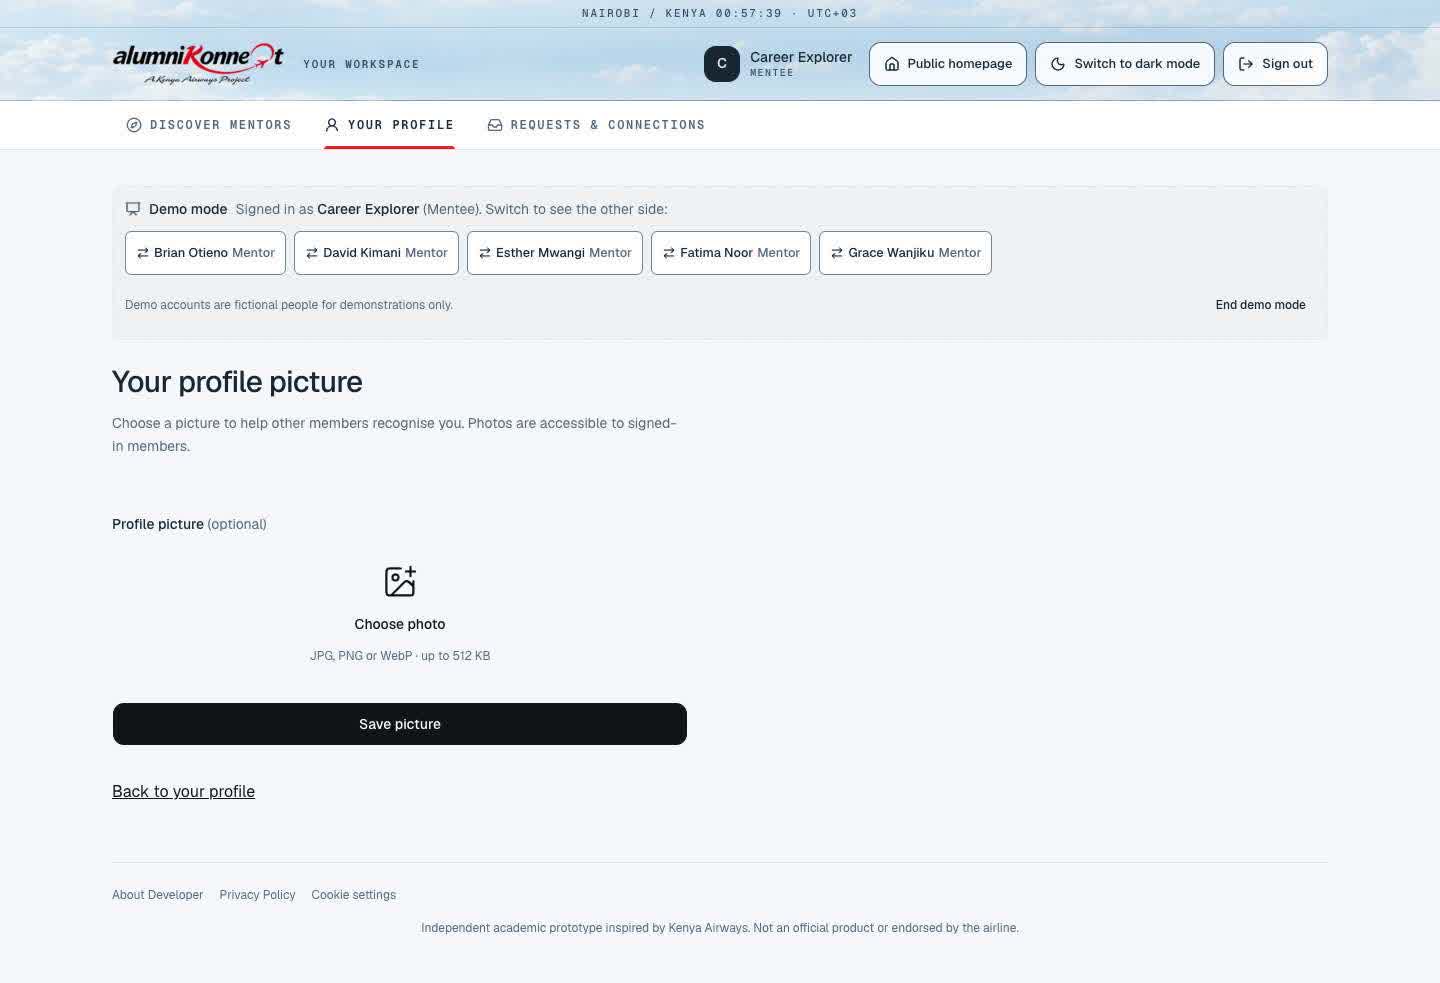 NAIROBI / KENYA 00:57:39 · UTC+03
alumniKonnect
A Kenya Airways Project
YOUR WORKSPACE
C
Career Explorer
MENTEE
Public homepage
Switch to dark mode
Sign out
DISCOVER MENTORS
YOUR PROFILE
REQUESTS & CONNECTIONS
Demo mode Signed in as Career Explorer (Mentee). Switch to see the other side:
Brian Otieno Mentor
David Kimani Mentor
Esther Mwangi Mentor
Fatima Noor Mentor
Grace Wanjiku Mentor
Demo accounts are fictional people for demonstrations only.
End demo mode
Your profile picture
Choose a picture to help other members recognise you. Photos are accessible to signed-
in members.
Profile picture (optional)
Choose photo
JPG, PNG or WebP · up to 512 KB
Save picture
Back to your profile
About Developer
Privacy Policy
Cookie settings
Independent academic prototype inspired by Kenya Airways. Not an official product or endorsed by the airline.